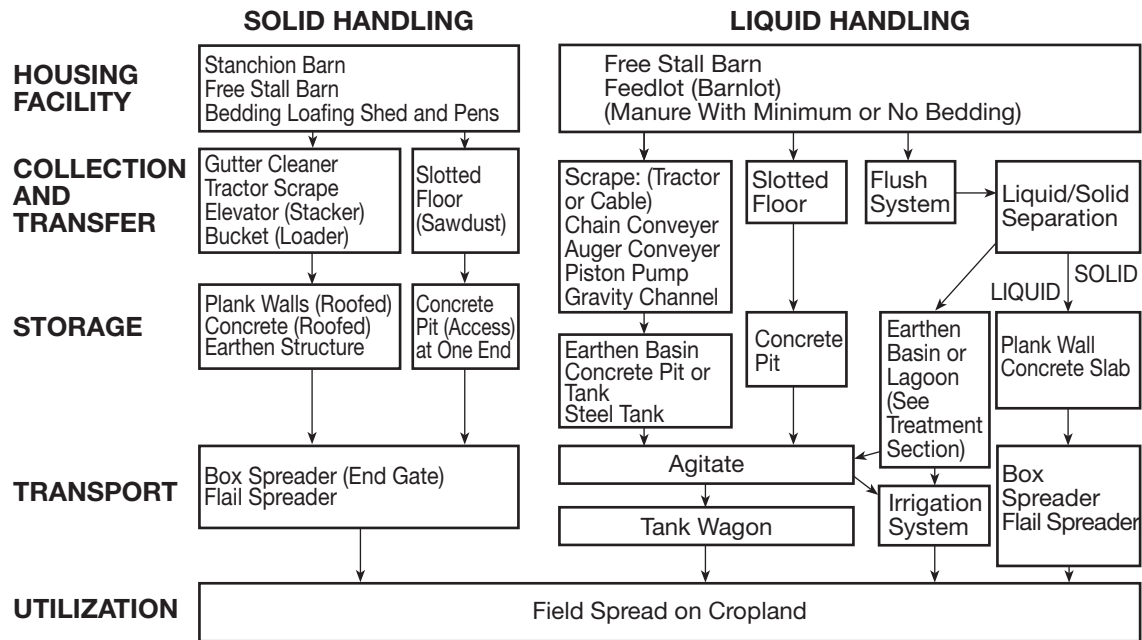 SOLID HANDLING
LIQUID HANDLING
HOUSING
FACILITY
Stanchion Barn
Free Stall Barn
Bedding Loafing Shed and Pens
Free Stall Barn
Feedlot (Barnlot)
(Manure With Minimum or No Bedding)
COLLECTION
AND
TRANSFER
Gutter Cleaner
Tractor Scrape
Elevator (Stacker)
Bucket (Loader)
Slotted
Floor
(Sawdust)
Scrape: (Tractor
or Cable)
Chain Conveyer
Auger Conveyer
Piston Pump
Gravity Channel
Slotted
Floor
Flush
System
Liquid/Solid
Separation
LIQUID
SOLID
STORAGE
Plank Walls (Roofed)
Concrete (Roofed)
Earthen Structure
Concrete
Pit (Access)
at One End
Earthen Basin
Concrete Pit or
Tank
Steel Tank
Concrete
Pit
Earthen
Basin or
Lagoon
(See
Treatment
Section)
Plank Wall
Concrete Slab
TRANSPORT
Box Spreader (End Gate)
Flail Spreader
Agitate
Tank Wagon
Irrigation
System
Box
Spreader
Flail Spreader
UTILIZATION
Field Spread on Cropland